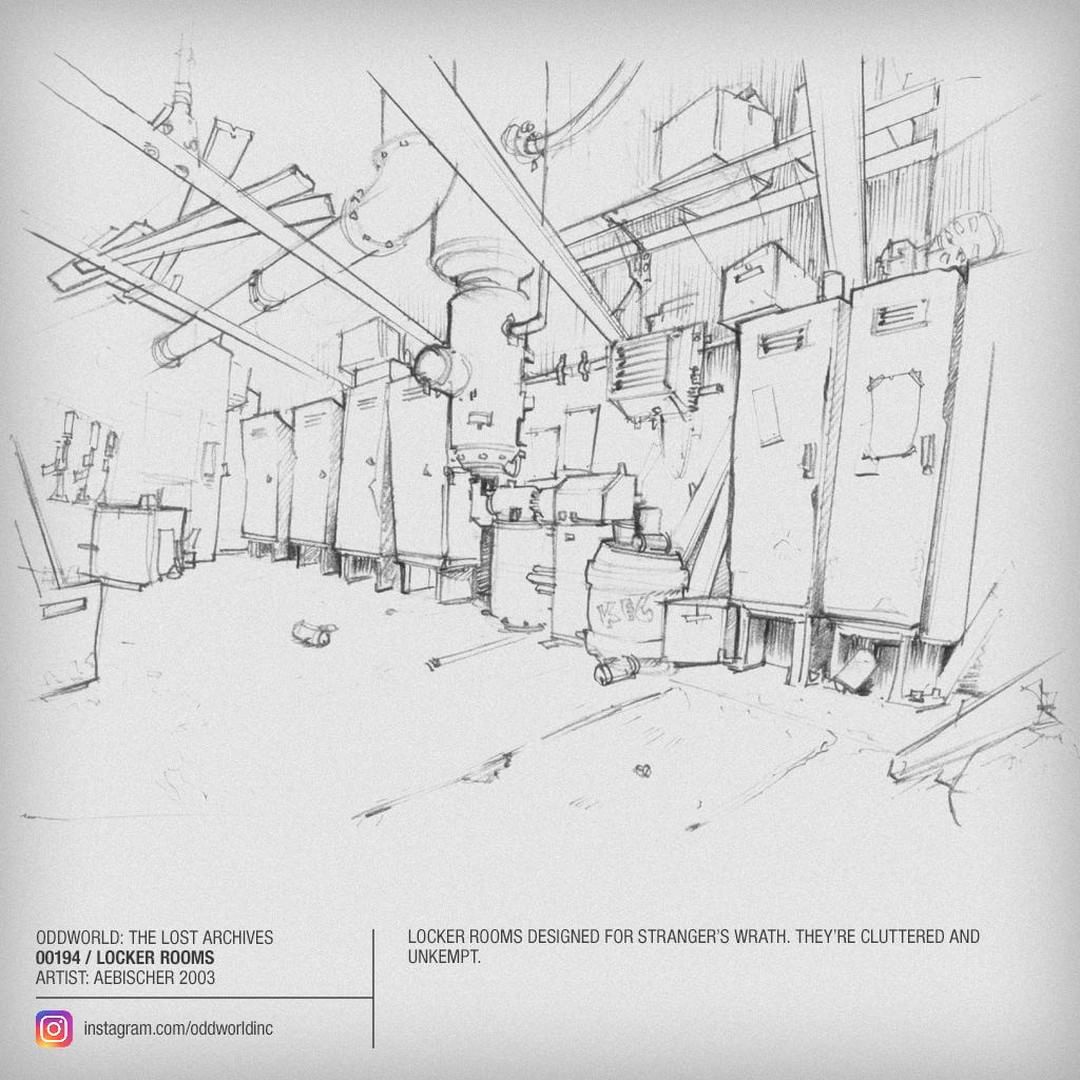 KEG
ODDWORLD: THE LOST ARCHIVES
00194 / LOCKER ROOMS
ARTIST: AEBISCHER 2003
instagram.com/oddworldinc
LOCKER ROOMS DESIGNED FOR STRANGER'S WRATH. THEY'RE CLUTTERED AND
UNKEMPT.